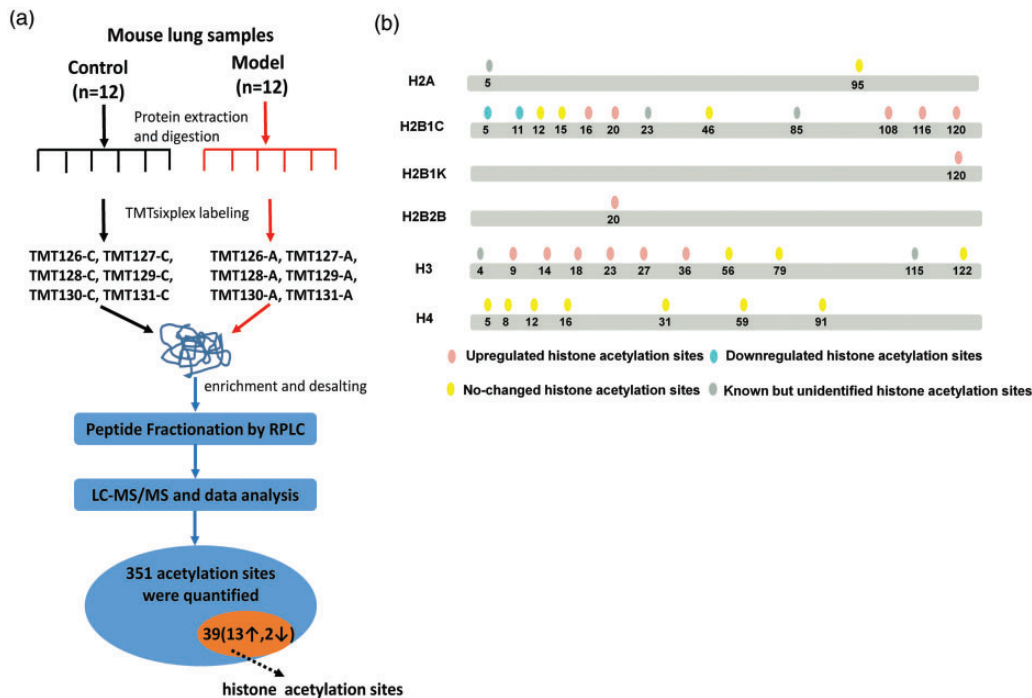 (a)
Mouse lung samples
Control
(n=12)
Model
(n=12)
Protein extraction
and digestion
TMTsixplex labeling
TMT126-C, TMT127-C,
TMT128-C, TMT129-C,
TMT130-C, TMT131-C
TMT126-A, TMT127-A,
TMT128-A, TMT129-A,
TMT130-A, TMT131-A
enrichment and desalting
Peptide Fractionation by RPLC
LC-MS/MS and data analysis
351 acetylation sites
were quantified
39(13↑,2↓)
histone acetylation sites
(b)
H2A
5 95
H2B1C
5 11 12 15 16 20 23 46 85 108 116 120
H2B1K
120
H2B2B
20
H3
4 9 14 18 23 27 36 56 79 115 122
H4
5 8 12 16 31 59 91
Upregulated histone acetylation sites
Downregulated histone acetylation sites
No-changed histone acetylation sites
Known but unidentified histone acetylation sites